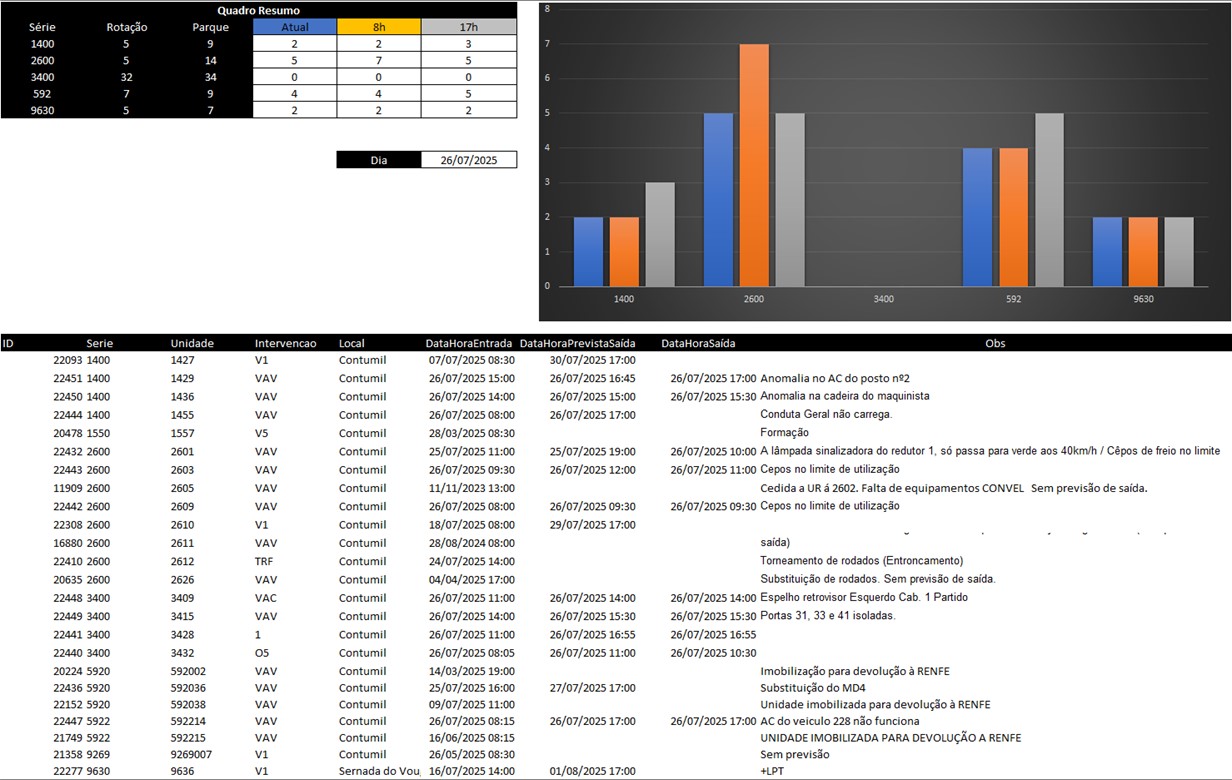 Quadro Resumo
Série Rotação Parque Atual 8h 17h
1400 5 9 2 2 3
2600 5 14 5 7 5
3400 32 34 0 0 0
592 7 9 4 4 5
9630 5 7 2 2 2
Dia 26/07/2025
8
7
6
5
4
3
2
1
0
1400 2600 3400 592 9630
ID Serie Unidade Intervencao Local DataHoraEntrada DataHoraPrevistaSaída DataHoraSaída Obs
22093 1400 1427 V1 Contumil 07/07/2025 08:30 30/07/2025 17:00
22451 1400 1429 VAV Contumil 26/07/2025 15:00 26/07/2025 16:45 26/07/2025 17:00 Anomalia no AC do posto nº2
22450 1400 1436 VAV Contumil 26/07/2025 14:00 26/07/2025 15:00 26/07/2025 15:30 Anomalia na cadeira do maquinista
22444 1400 1455 VAV Contumil 26/07/2025 08:00 26/07/2025 17:00 Conduta Geral não carrega.
20478 1550 1557 V5 Contumil 28/03/2025 08:30 Formação
22432 2600 2601 VAV Contumil 25/07/2025 11:00 25/07/2025 19:00 26/07/2025 10:00 A lâmpada sinalizadora do redutor 1, só passa para verde aos 40km/h / Cêpos de freio no limite
22443 2600 2603 VAV Contumil 26/07/2025 09:30 26/07/2025 12:00 26/07/2025 11:00 Cepos no limite de utilização
11909 2600 2605 VAV Contumil 11/11/2023 13:00 Cedida a UR á 2602. Falta de equipamentos CONVEL Sem previsão de saída.
22442 2600 2609 VAV Contumil 26/07/2025 08:00 26/07/2025 09:30 26/07/2025 09:30 Cepos no limite de utilização
22308 2600 2610 V1 Contumil 18/07/2025 08:00 29/07/2025 17:00
16880 2600 2611 VAV Contumil 28/08/2024 08:00 saída)
22410 2600 2612 TRF Contumil 24/07/2025 14:00 Torneamento de rodados (Entroncamento)
20635 2600 2626 VAV Contumil 04/04/2025 17:00 Substituição de rodados. Sem previsão de saída.
22448 3400 3409 VAC Contumil 26/07/2025 11:00 26/07/2025 14:00 26/07/2025 14:00 Espelho retrovisor Esquerdo Cab. 1 Partido
22449 3400 3415 VAV Contumil 26/07/2025 14:00 26/07/2025 15:30 26/07/2025 15:30 Portas 31, 33 e 41 isoladas.
22441 3400 3428 1 Contumil 26/07/2025 11:00 26/07/2025 16:55 26/07/2025 16:55
22440 3400 3432 O5 Contumil 26/07/2025 08:05 26/07/2025 11:00 26/07/2025 10:30
20224 5920 592002 VAV Contumil 14/03/2025 19:00 Imobilização para devolução à RENFE
22436 5920 592036 VAV Contumil 25/07/2025 16:00 27/07/2025 17:00 Substituição do MD4
22152 5920 592038 VAV Contumil 09/07/2025 11:00 Unidade imobilizada para devolução à RENFE
22447 5922 592214 VAV Contumil 26/07/2025 08:15 26/07/2025 17:00 26/07/2025 17:00 AC do veiculo 228 não funciona
21749 5922 592215 VAV Contumil 16/06/2025 08:15 UNIDADE IMOBILIZADA PARA DEVOLUÇÃO A RENFE
21358 9269 9269007 V1 Contumil 26/05/2025 08:30 Sem previsão
22277 9630 9636 V1 Sernada do Vou 16/07/2025 14:00 01/08/2025 17:00 +LPT